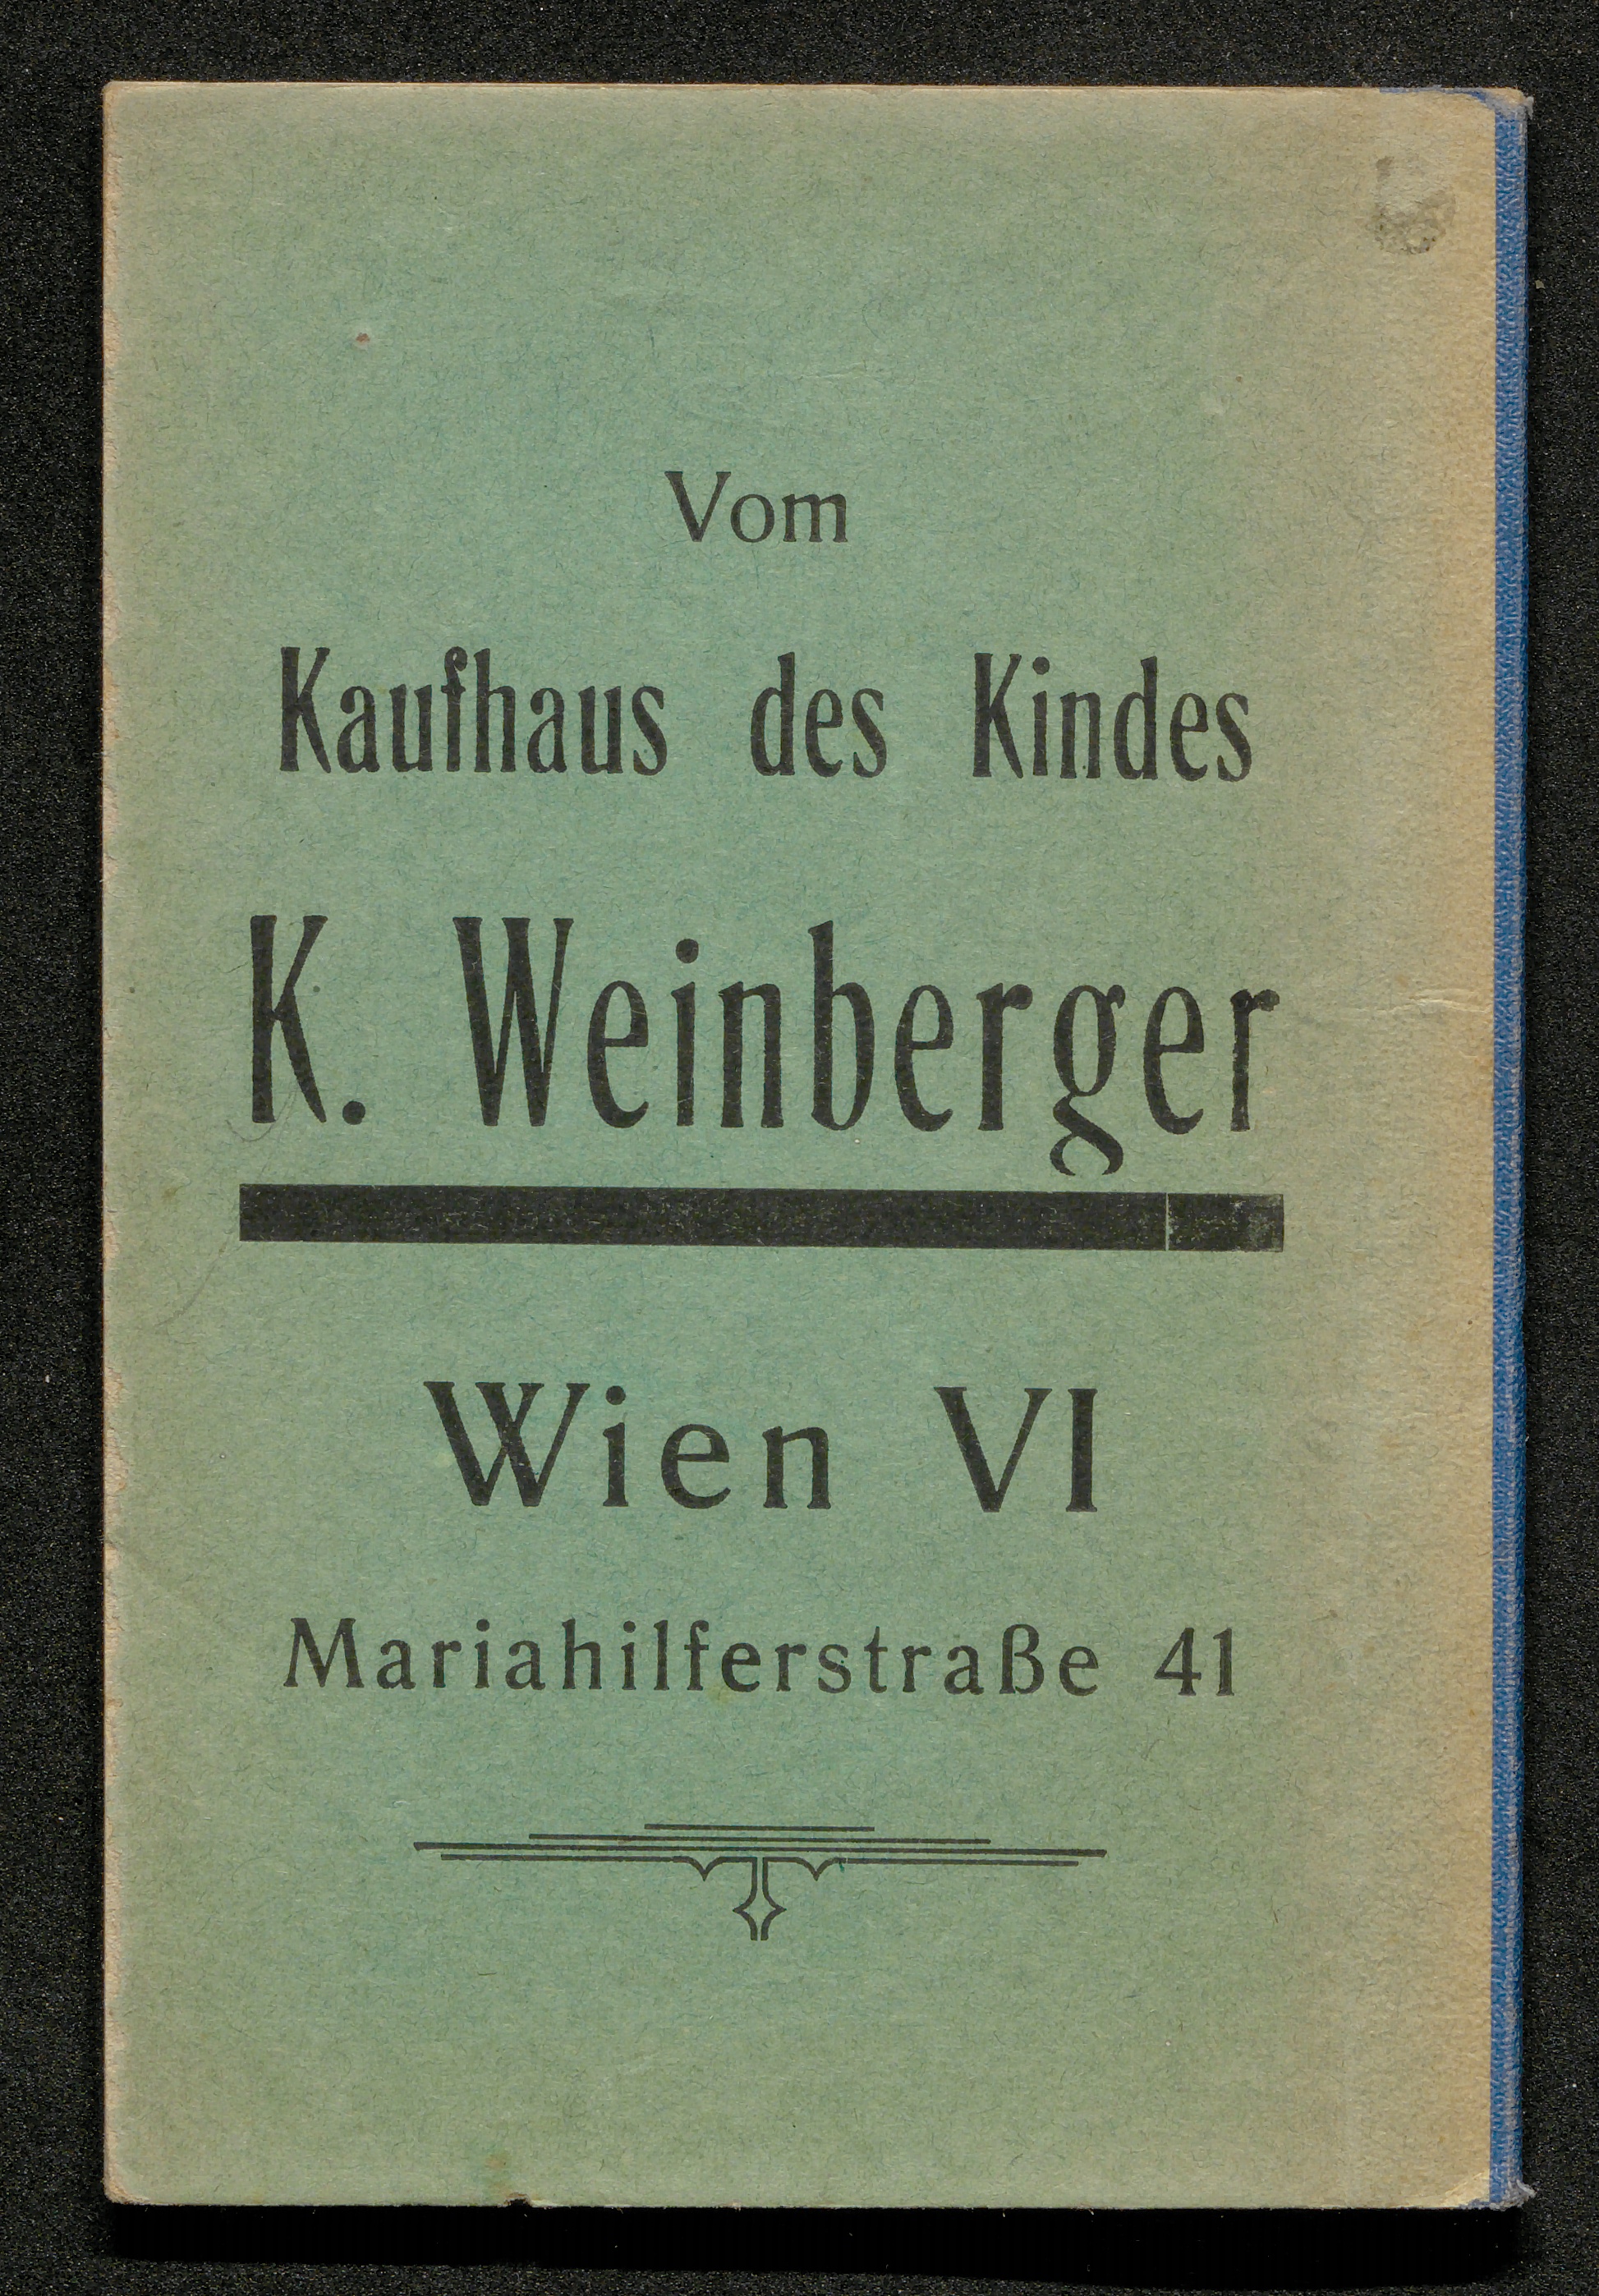 Vom
Kaufhaus des Kindes
K. Weinberger
Wien VI
Mariahilferstraße 41